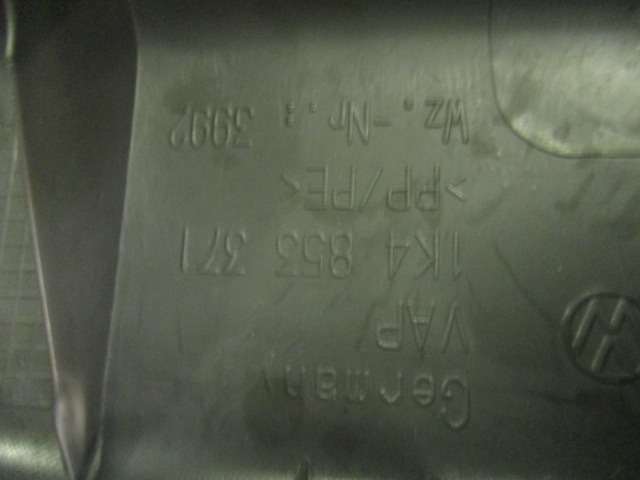 Germany
VAP
1K4 853 371
>PP/PE<
Wz.-Nr.: 3992